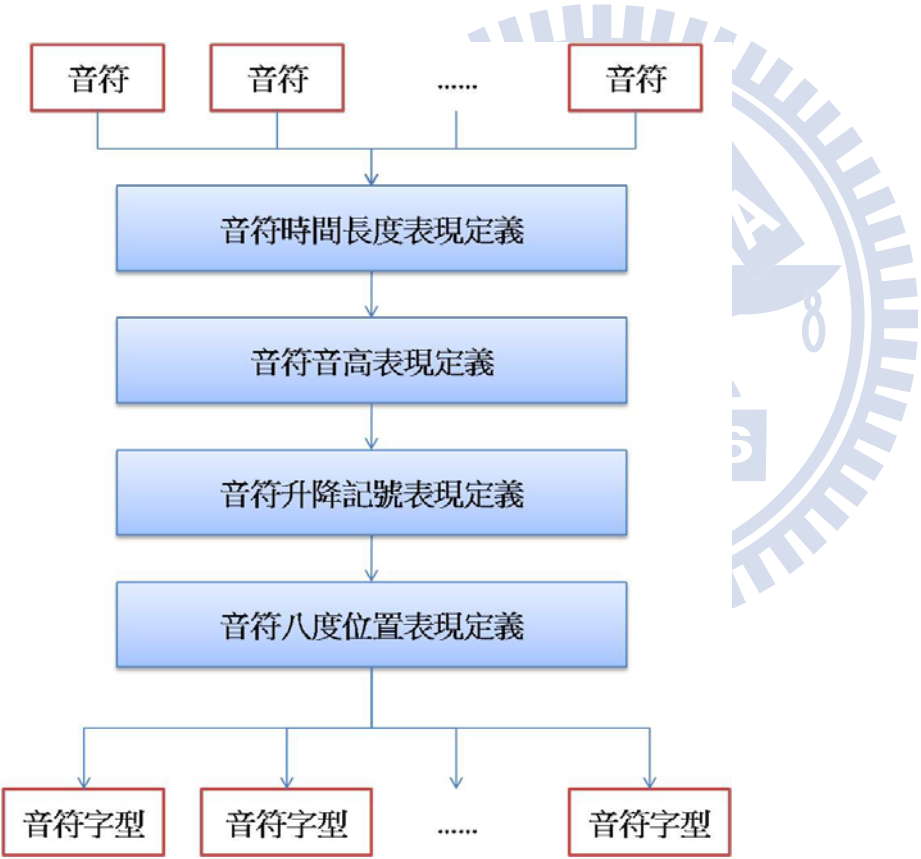 音符 音符 ...... 音符
音符時間長度表現定義
音符音高表現定義
音符升降記號表現定義
音符八度位置表現定義
音符字型 音符字型 ...... 音符字型